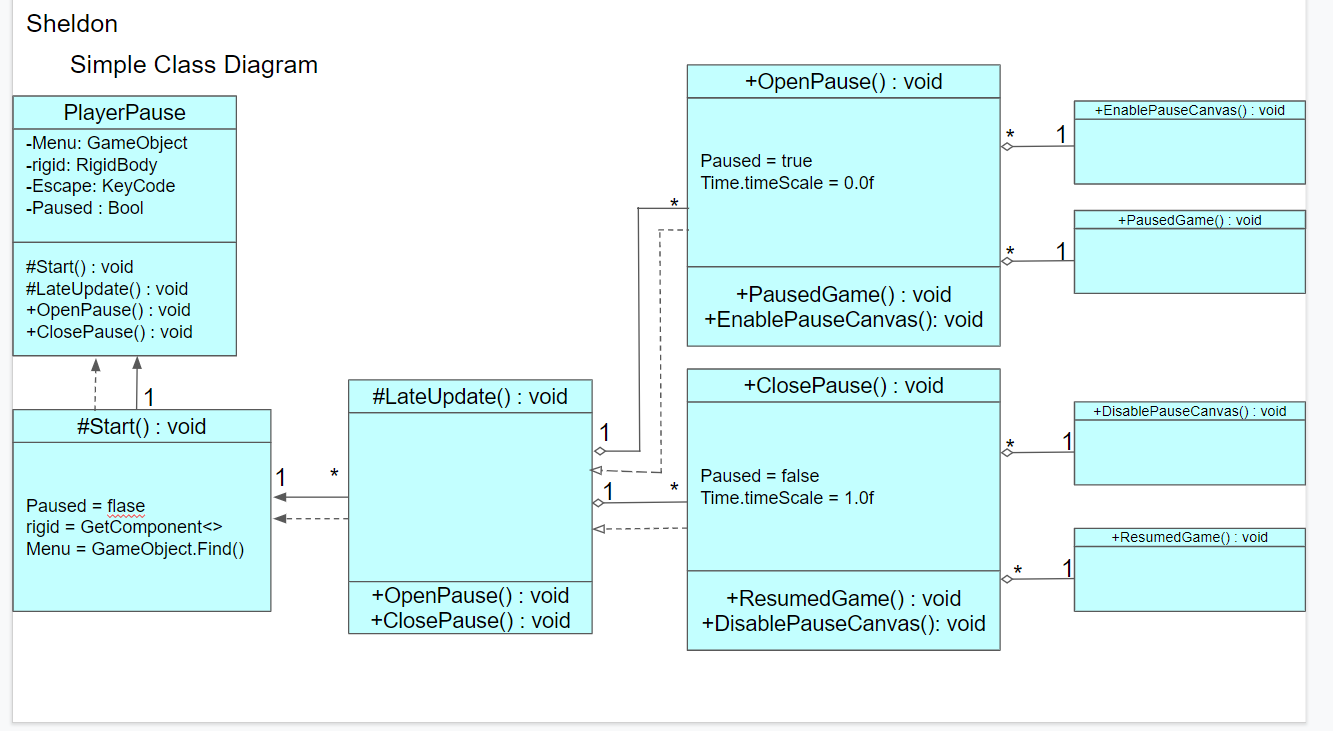 Sheldon
Simple Class Diagram
PlayerPause
-Menu: GameObject
-rigid: RigidBody
-Escape: KeyCode
-Paused : Bool
#Start() : void
#LateUpdate() : void
+OpenPause() : void
+ClosePause() : void
1
#Start() : void
Paused = flase
rigid = GetComponent<>
Menu = GameObject.Find()
1
*
#LateUpdate() : void
+OpenPause() : void
+ClosePause() : void
1
*
1
*
+OpenPause() : void
Paused = true
Time.timeScale = 0.0f
+PausedGame() : void
+EnablePauseCanvas(): void
*
1
+EnablePauseCanvas() : void
*
1
+PausedGame() : void
+ClosePause() : void
Paused = false
Time.timeScale = 1.0f
+ResumedGame() : void
+DisablePauseCanvas(): void
*
1
+DisablePauseCanvas() : void
*
1
+ResumedGame() : void